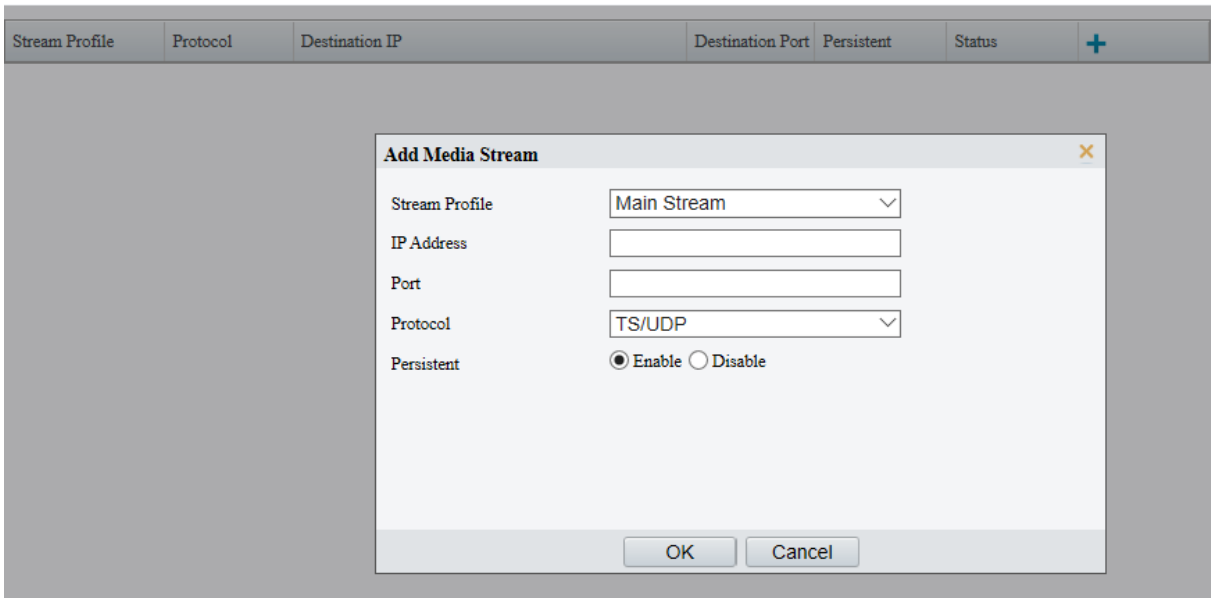 Stream Profile Protocol Destination IP Destination Port Persistent Status
Add Media Stream
Stream Profile Main Stream
IP Address
Port
Protocol TS/UDP
Persistent Enable Disable
OK Cancel